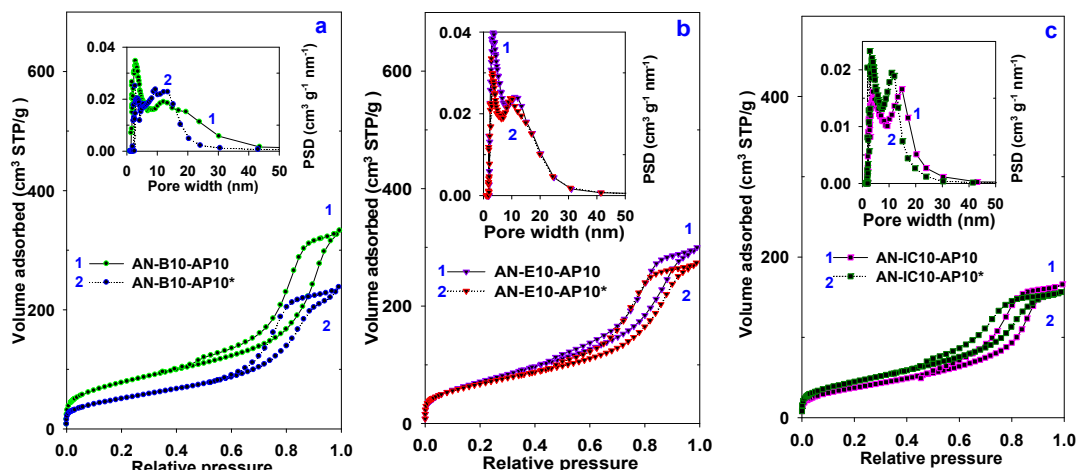 a
Volume adsorbed (cm³ STP/g)
600
400
200
0
0.0 0.2 0.4 0.6 0.8 1.0
Relative pressure
0.04
0.02
0.00
0 10 20 30 40 50
Pore width (nm)
PSD (cm³ g⁻¹ nm⁻¹)
2
1
1
1 AN-B10-AP10
2 AN-B10-AP10*
2
b
Volume adsorbed (cm³ STP/g)
600
300
0
0.0 0.2 0.4 0.6 0.8 1.0
Relative pressure
0.04
0.02
0.00
0 10 20 30 40 50
Pore width (nm)
PSD (cm³ g⁻¹ nm⁻¹)
1
2
1
1 AN-E10-AP10
2 AN-E10-AP10*
2
c
Volume adsorbed (cm³ STP/g)
400
200
0
0.0 0.2 0.4 0.6 0.8 1.0
Relative pressure
0.02
0.01
0.00
0 10 20 30 40 50
Pore width (nm)
PSD (cm³ g⁻¹ nm⁻¹)
1
2
1 AN-IC10-AP10
2 AN-IC10-AP10*
1
2